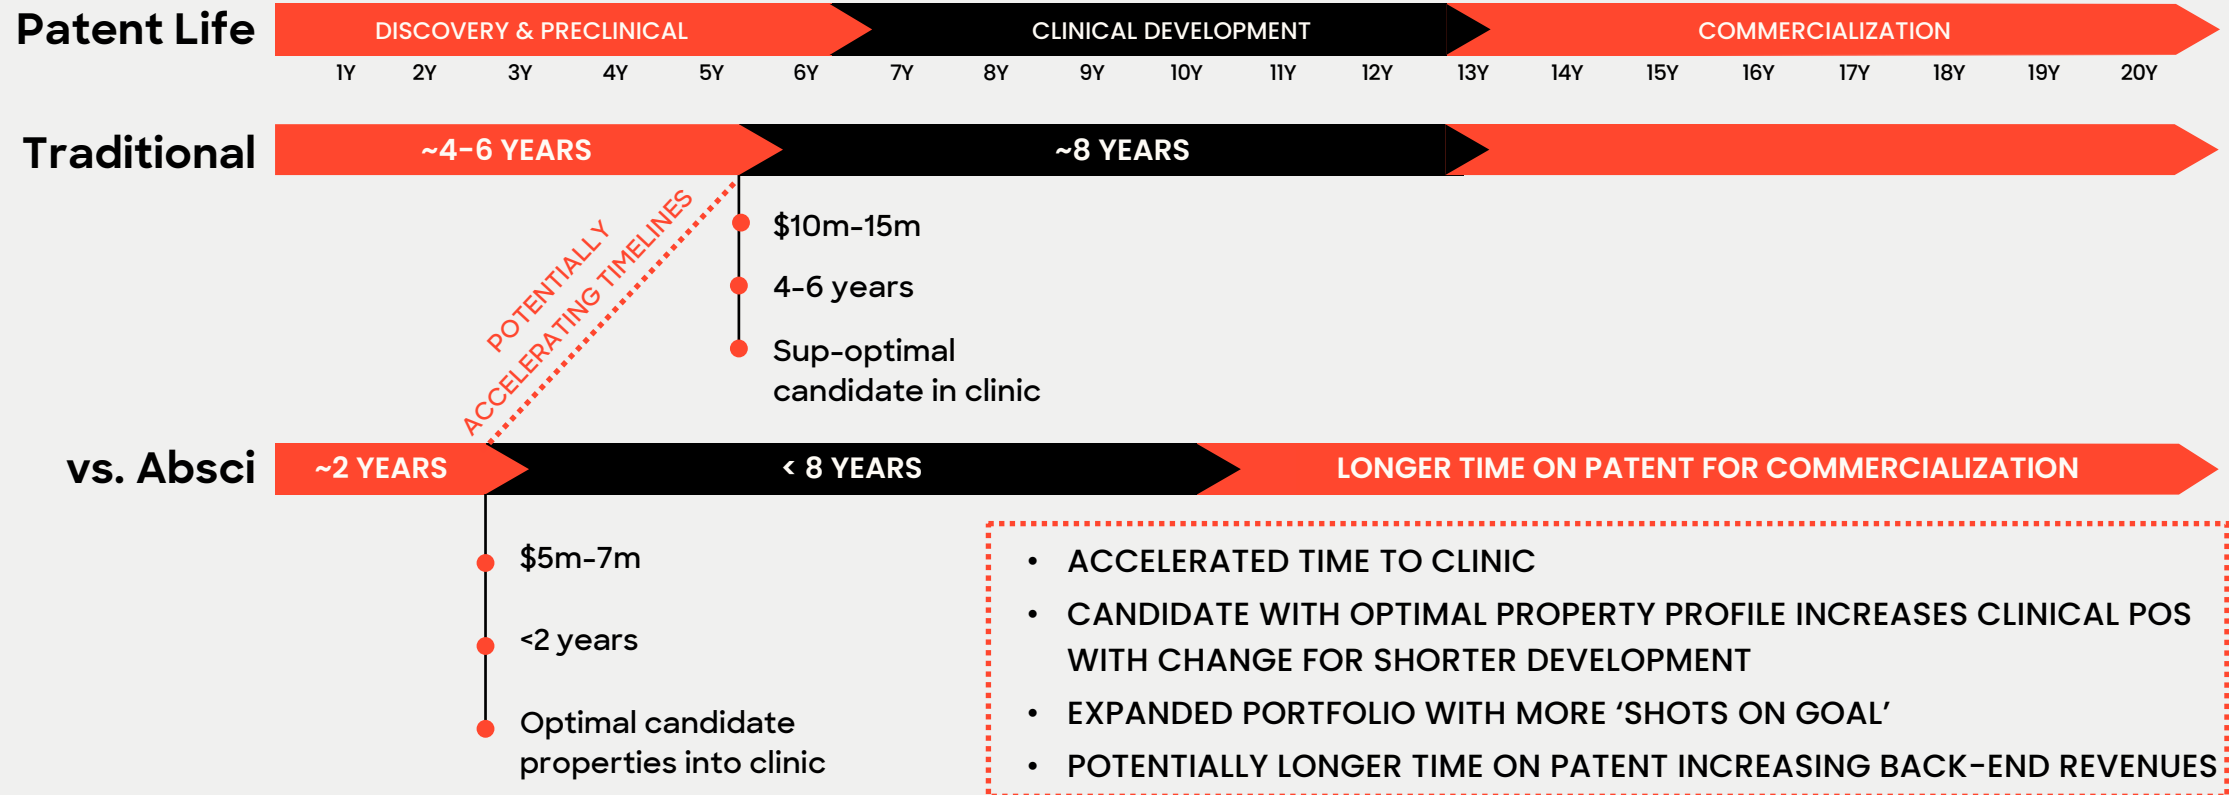 Patent Life
DISCOVERY & PRECLINICAL
CLINICAL DEVELOPMENT
COMMERCIALIZATION
1Y 2Y 3Y 4Y 5Y 6Y 7Y 8Y 9Y 10Y 11Y 12Y 13Y 14Y 15Y 16Y 17Y 18Y 19Y 20Y
Traditional
~4-6 YEARS
~8 YEARS
POTENTIALLY
ACCELERATING TIMELINES
$10m-15m
4-6 years
Sup-optimal
candidate in clinic
vs. Absci
~2 YEARS
< 8 YEARS
LONGER TIME ON PATENT FOR COMMERCIALIZATION
$5m-7m
<2 years
Optimal candidate
properties into clinic
• ACCELERATED TIME TO CLINIC
• CANDIDATE WITH OPTIMAL PROPERTY PROFILE INCREASES CLINICAL POS
WITH CHANGE FOR SHORTER DEVELOPMENT
• EXPANDED PORTFOLIO WITH MORE ‘SHOTS ON GOAL’
• POTENTIALLY LONGER TIME ON PATENT INCREASING BACK-END REVENUES